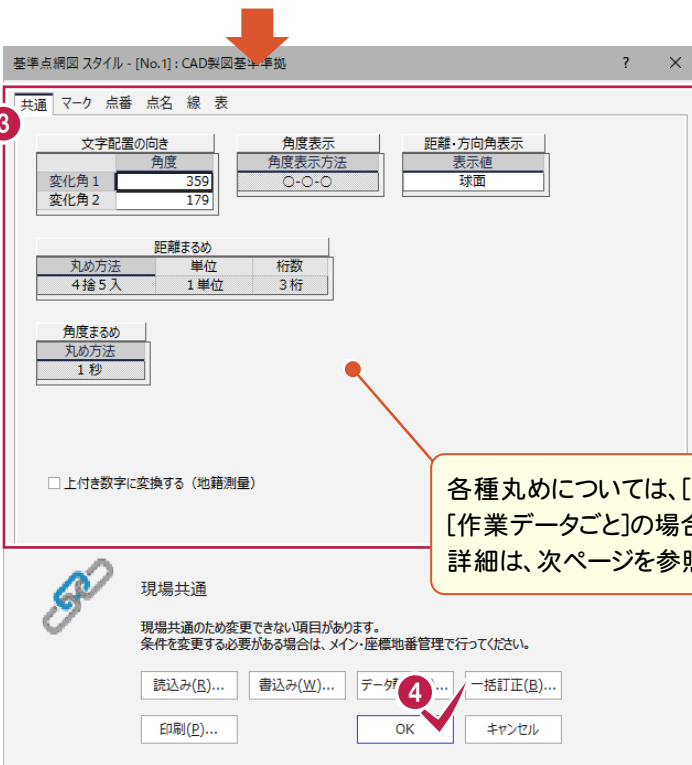 基準点網図 スタイル - [No.1] : CAD製図基準準拠 ? ×
3
共通 マーク 点番 点名 線 表
文字配置の向き
角度
変化角1 359
変化角2 179
角度表示
角度表示方法
○-○-○
距離・方向角表示
表示値
球面
距離まるめ
丸め方法 単位 桁数
4捨5入 1単位 3桁
角度まるめ
丸め方法
1秒
上付き数字に変換する（地籍測量）
各種丸めについては、[
[作業データごと]の場合
詳細は、次ページを参照
現場共通
現場共通のため変更できない項目があります。
条件を変更する必要がある場合は、メイン・座標地番管理で行ってください。
読込み(R)... 書込み(W)... データ ... 一括訂正(B)...
4
印刷(P)... OK キャンセル